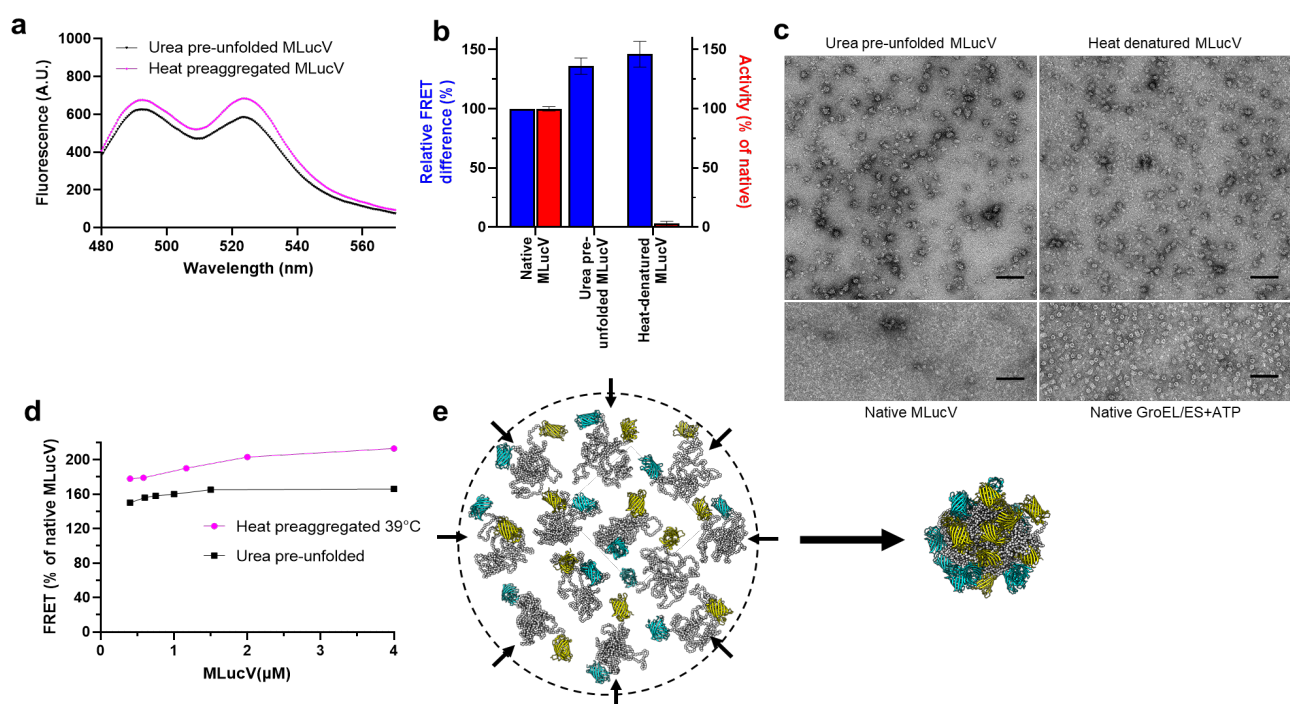 a
Urea pre-unfolded MLucV
Heat preaggregated MLucV
1000
800
600
400
200
0
Fluorescence (A.U.)
480
500
520
540
560
Wavelength (nm)
b
150
100
50
0
Relative FRET
difference (%)
150
100
50
0
Activity (% of native)
Native
MLucV
Urea pre-
unfolded MLucV
Heat-denatured
MLucV
c
Urea pre-unfolded MLucV
Heat denatured MLucV
Native MLucV
Native GroEL/ES+ATP
d
200
160
120
80
40
0
FRET (% of native MLucV)
Heat preaggregated 39°C
Urea pre-unfolded
0
1
2
3
4
MLucV(µM)
e